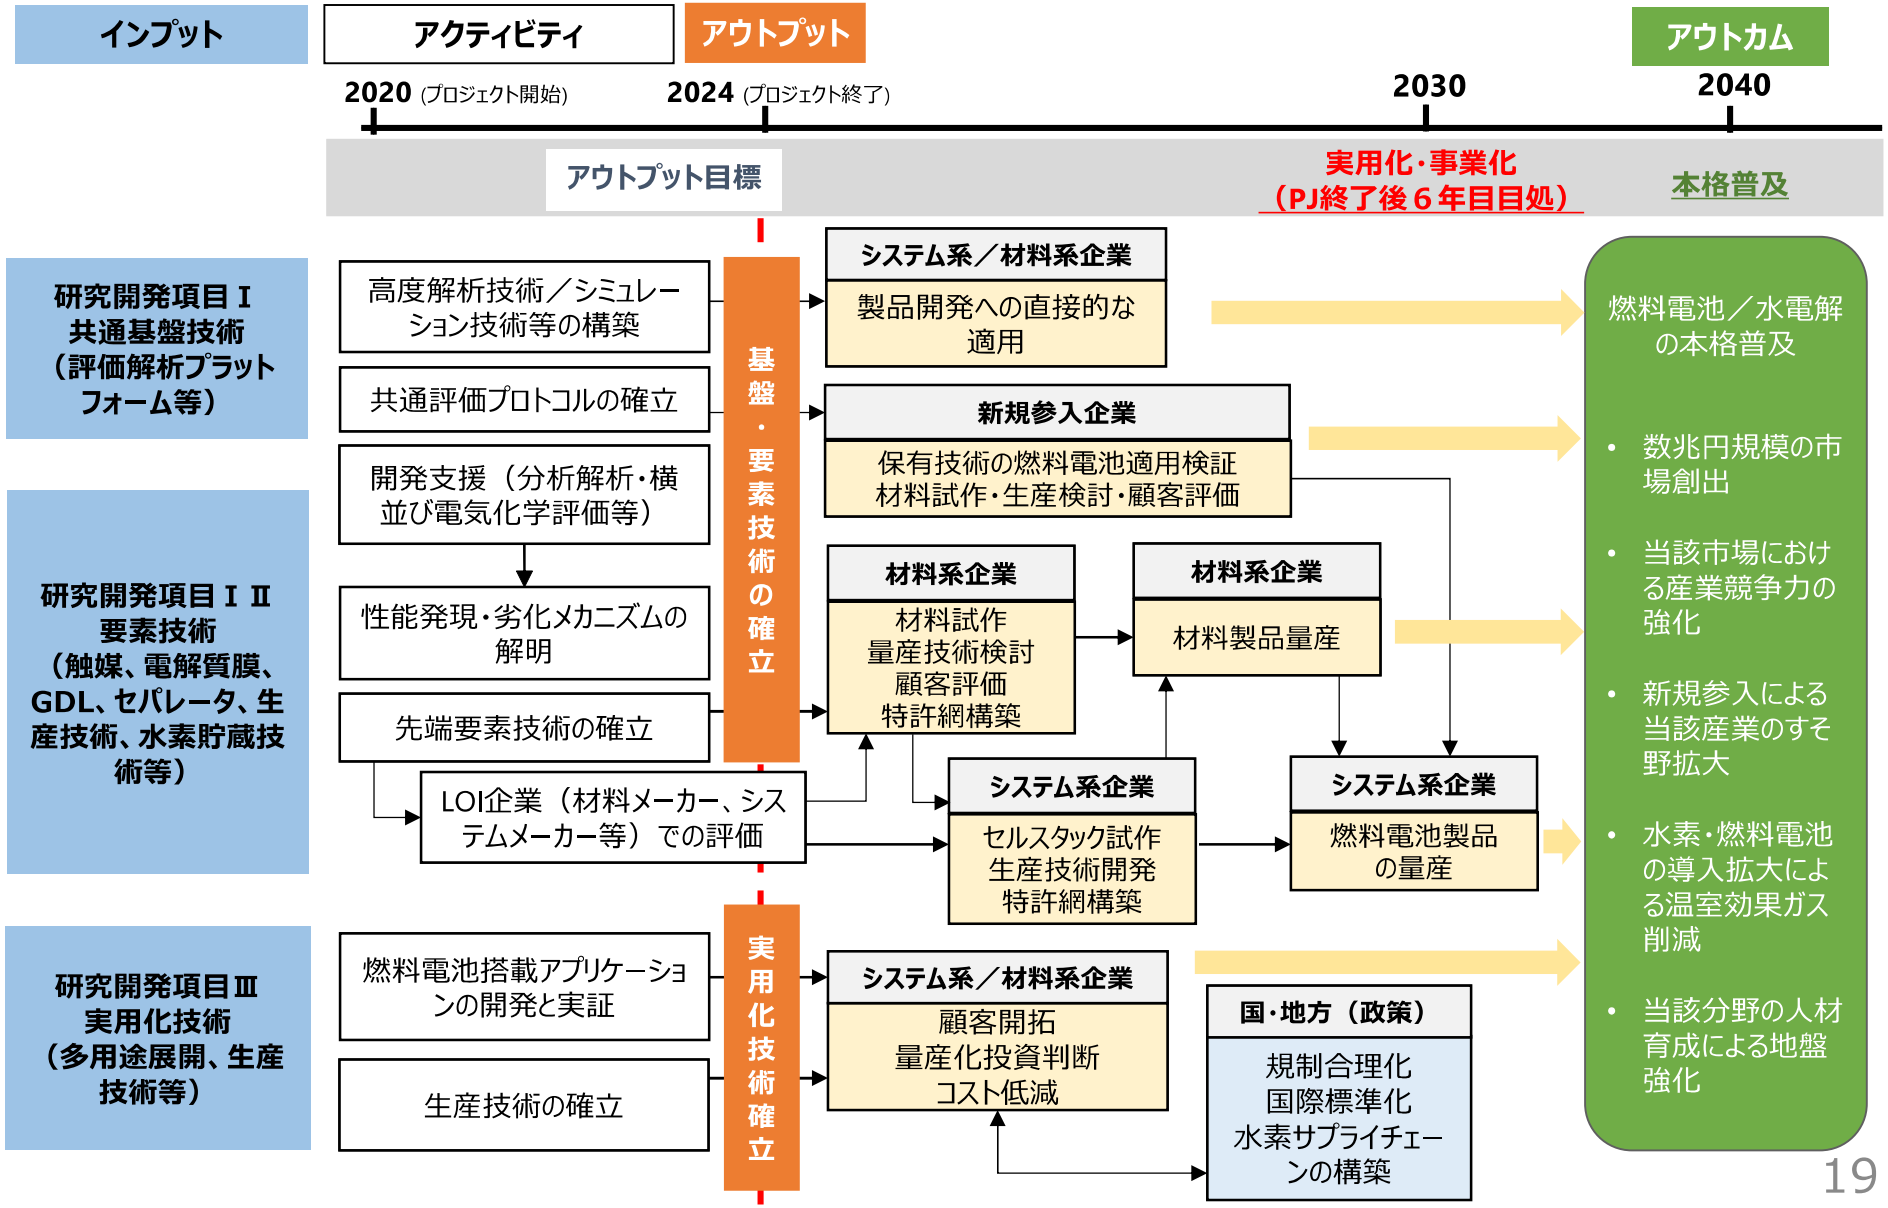 インプット
アクティビティ
アウトプット
アウトカム
2020 (プロジェクト開始)
2024 (プロジェクト終了)
2030
2040
アウトプット目標
実用化・事業化
（PJ終了後６年目目処）
本格普及
研究開発項目Ⅰ
共通基盤技術
（評価解析プラット
フォーム等）
研究開発項目ⅠⅡ
要素技術
（触媒、電解質膜、
GDL、セパレータ、生
産技術、水素貯蔵技
術等）
研究開発項目Ⅲ
実用化技術
（多用途展開、生産
技術等）
高度解析技術／シミュレー
ション技術等の構築
共通評価プロトコルの確立
開発支援（分析解析・横
並び電気化学評価等）
性能発現・劣化メカニズムの
解明
先端要素技術の確立
LOI企業（材料メーカー、シス
テムメーカー等）での評価
燃料電池搭載アプリケーショ
ンの開発と実証
生産技術の確立
基盤・要素技術の確立
実用化技術確立
システム系／材料系企業
製品開発への直接的な
適用
新規参入企業
保有技術の燃料電池適用検証
材料試作・生産検討・顧客評価
材料系企業
材料試作
量産技術検討
顧客評価
特許網構築
材料系企業
材料製品量産
システム系企業
セルスタック試作
生産技術開発
特許網構築
システム系企業
燃料電池製品
の量産
システム系／材料系企業
顧客開拓
量産化投資判断
コスト低減
国・地方（政策）
規制合理化
国際標準化
水素サプライチェー
ンの構築
燃料電池／水電解
の本格普及
• 数兆円規模の市
場創出
• 当該市場におけ
る産業競争力の
強化
• 新規参入による
当該産業のすそ
野拡大
• 水素・燃料電池
の導入拡大によ
る温室効果ガス
削減
• 当該分野の人材
育成による地盤
強化
19